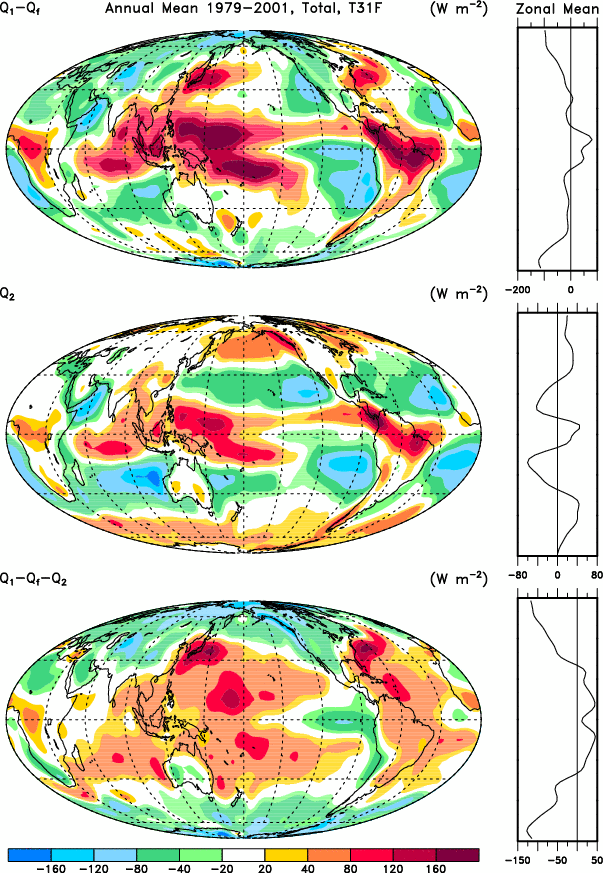 Q1−Qf Annual Mean 1979−2001, Total, T31F (W m−2) Zonal Mean
−200 0
Q2 (W m−2)
−80 0 80
Q1−Qf−Q2 (W m−2)
−150 50
−160 −120 −80 −40 −20 20 40 80 120 160